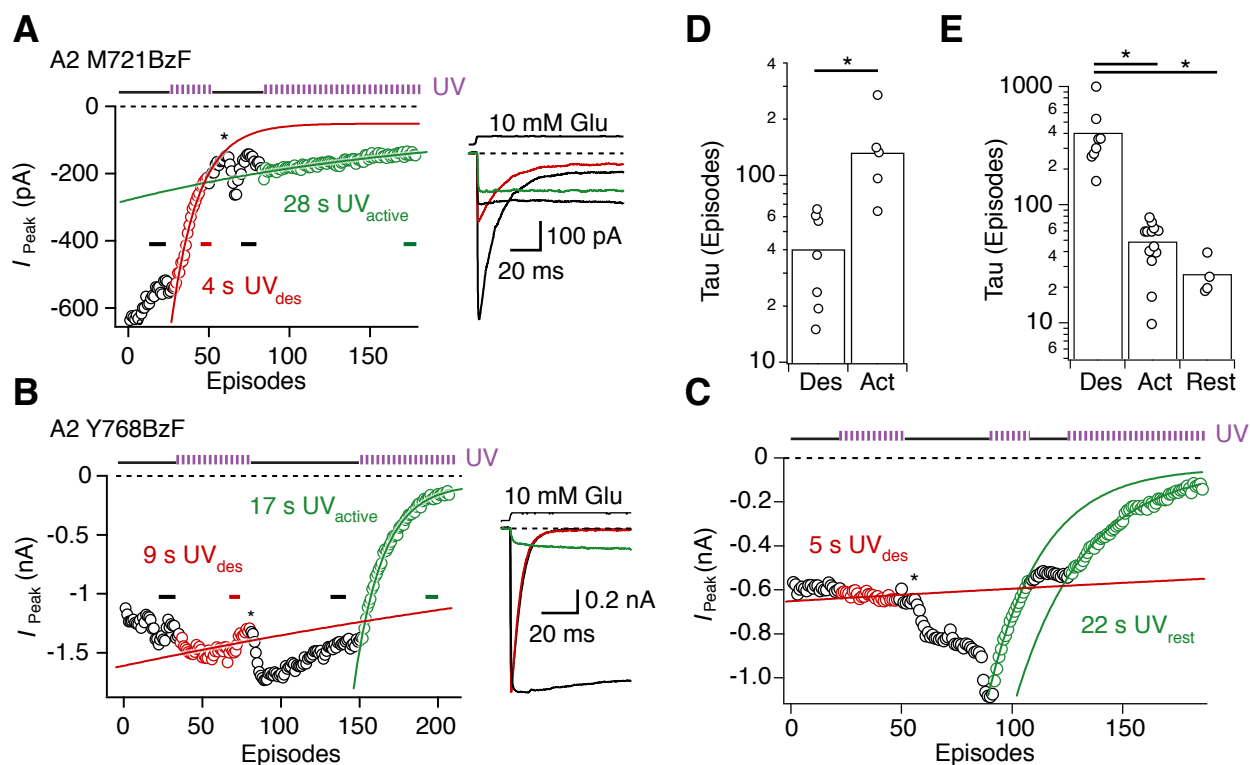 A
A2 M721BzF
UV
0
-200
-400
-600
I Peak (pA)
*
28 s UVactive
4 s UVdes
0
50
100
150
Episodes
10 mM Glu
100 pA
20 ms
B
A2 Y768BzF
UV
0
-0.5
-1
-1.5
I Peak (nA)
17 s UVactive
9 s UVdes
*
0
50
100
150
200
Episodes
10 mM Glu
0.2 nA
20 ms
D
*
4
2
100
6
4
2
10
Tau (Episodes)
Des Act
E
*
*
1000
4
2
100
6
4
2
10
6
Tau (Episodes)
Des Act Rest
C
UV
0
-0.2
-0.4
-0.6
-0.8
-1.0
I Peak (nA)
5 s UVdes
*
22 s UVrest
0
50
100
150
Episodes